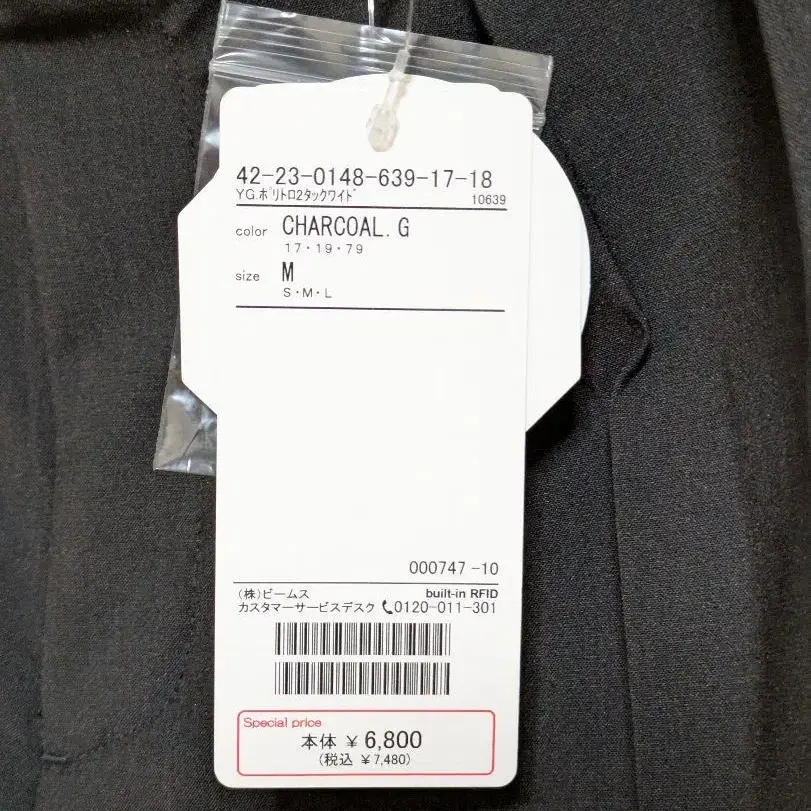 42-23-0148-639-17-18
YGﾎﾟﾘﾄﾛ2ﾀｯｸﾜｲﾄﾞ 10639
color CHARCOAL.G
17・19・79
size M
S・M・L
000747 -10
(株)ビームス built-in RFID
カスタマーサービスデスク 0120-011-301
Special price
本体 ¥6,800
(税込 ¥7,480)